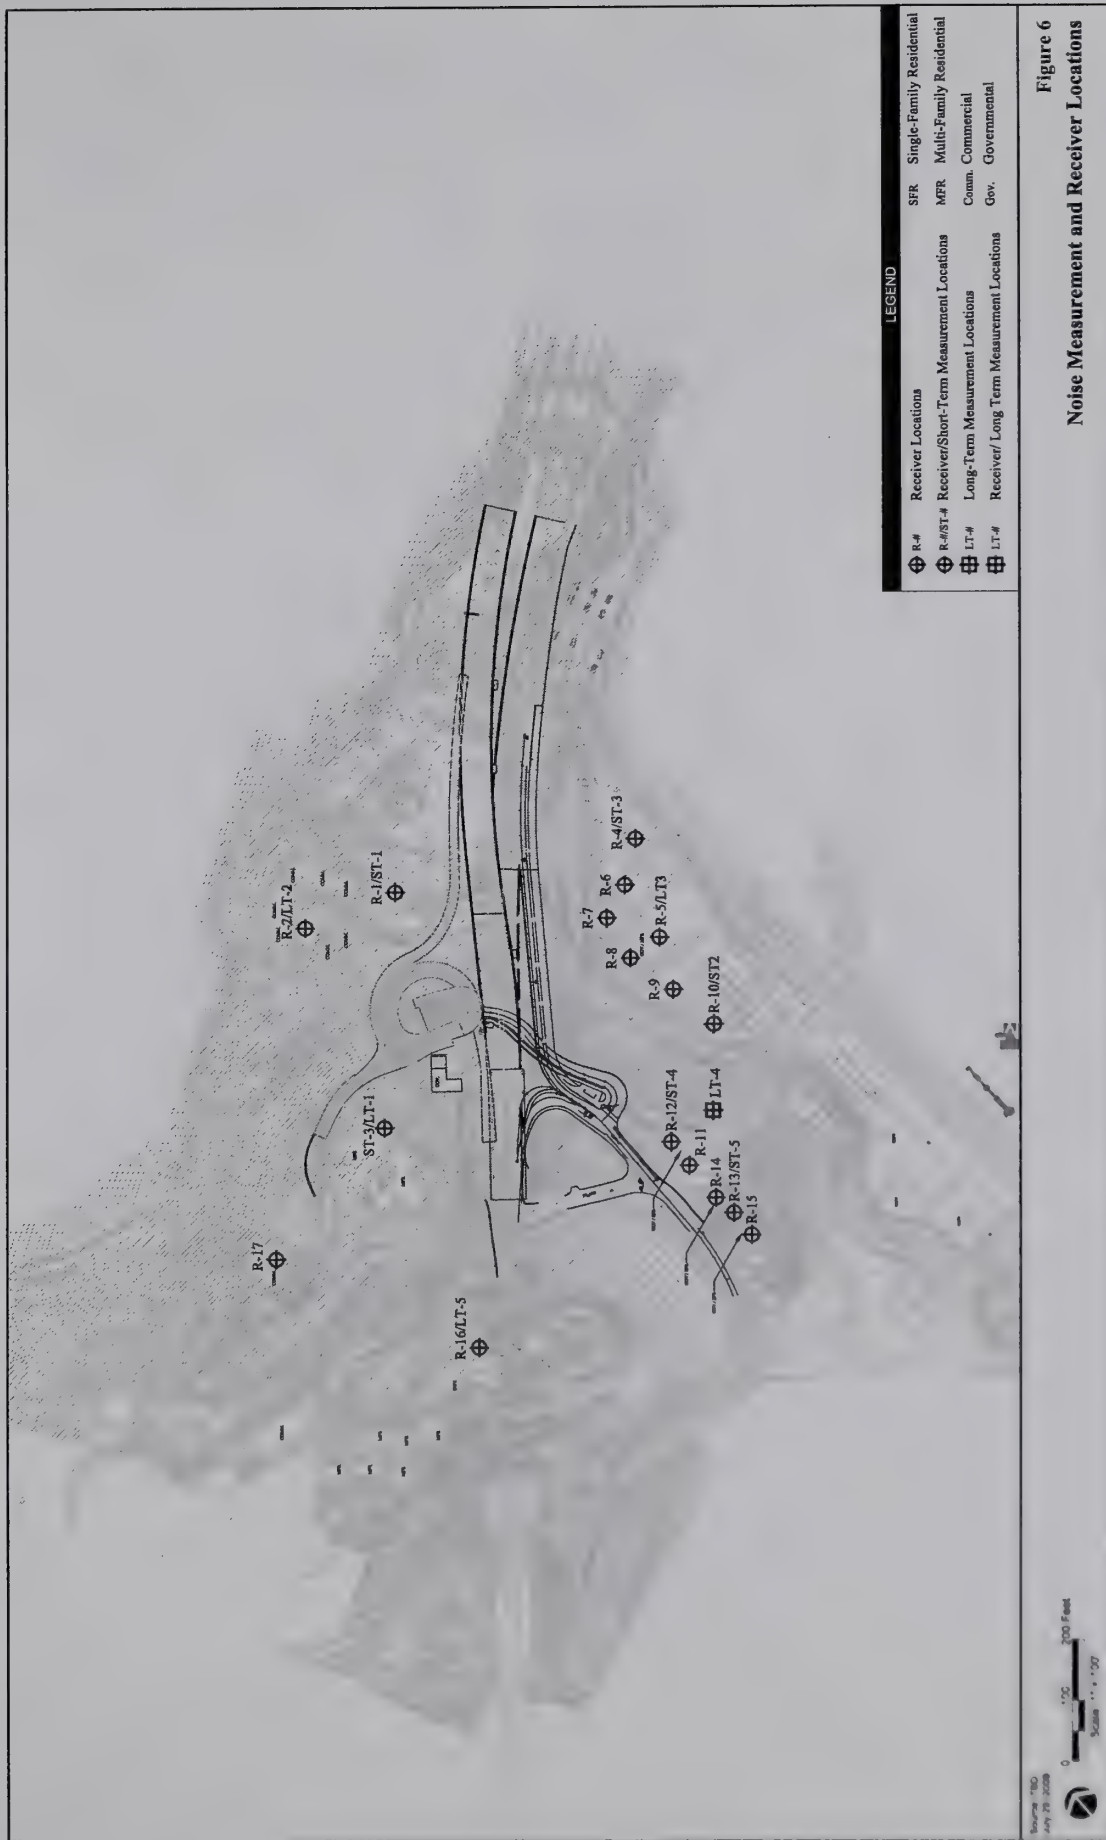 Figure 6
Noise Measurement and Receiver Locations
LEGEND
R-# Receiver Locations
R-#/ST-# Receiver/Short-Term Measurement Locations
LT-# Long-Term Measurement Locations
LT-# Receiver/ Long Term Measurement Locations
SFR Single-Family Residential
MFR Multi-Family Residential
Comm. Commercial
Gov. Governmental
R-17
R-2/LT-2
R-1/ST-1
ST-3/LT-1
R-16/LT-5
R-4/ST-3
R-6
R-7
R-5/LT3
R-8
R-9
R-10/ST2
LT-4
R-12/ST-4
R-11
R-14
R-13/ST-5
R-15
0
200 Feet